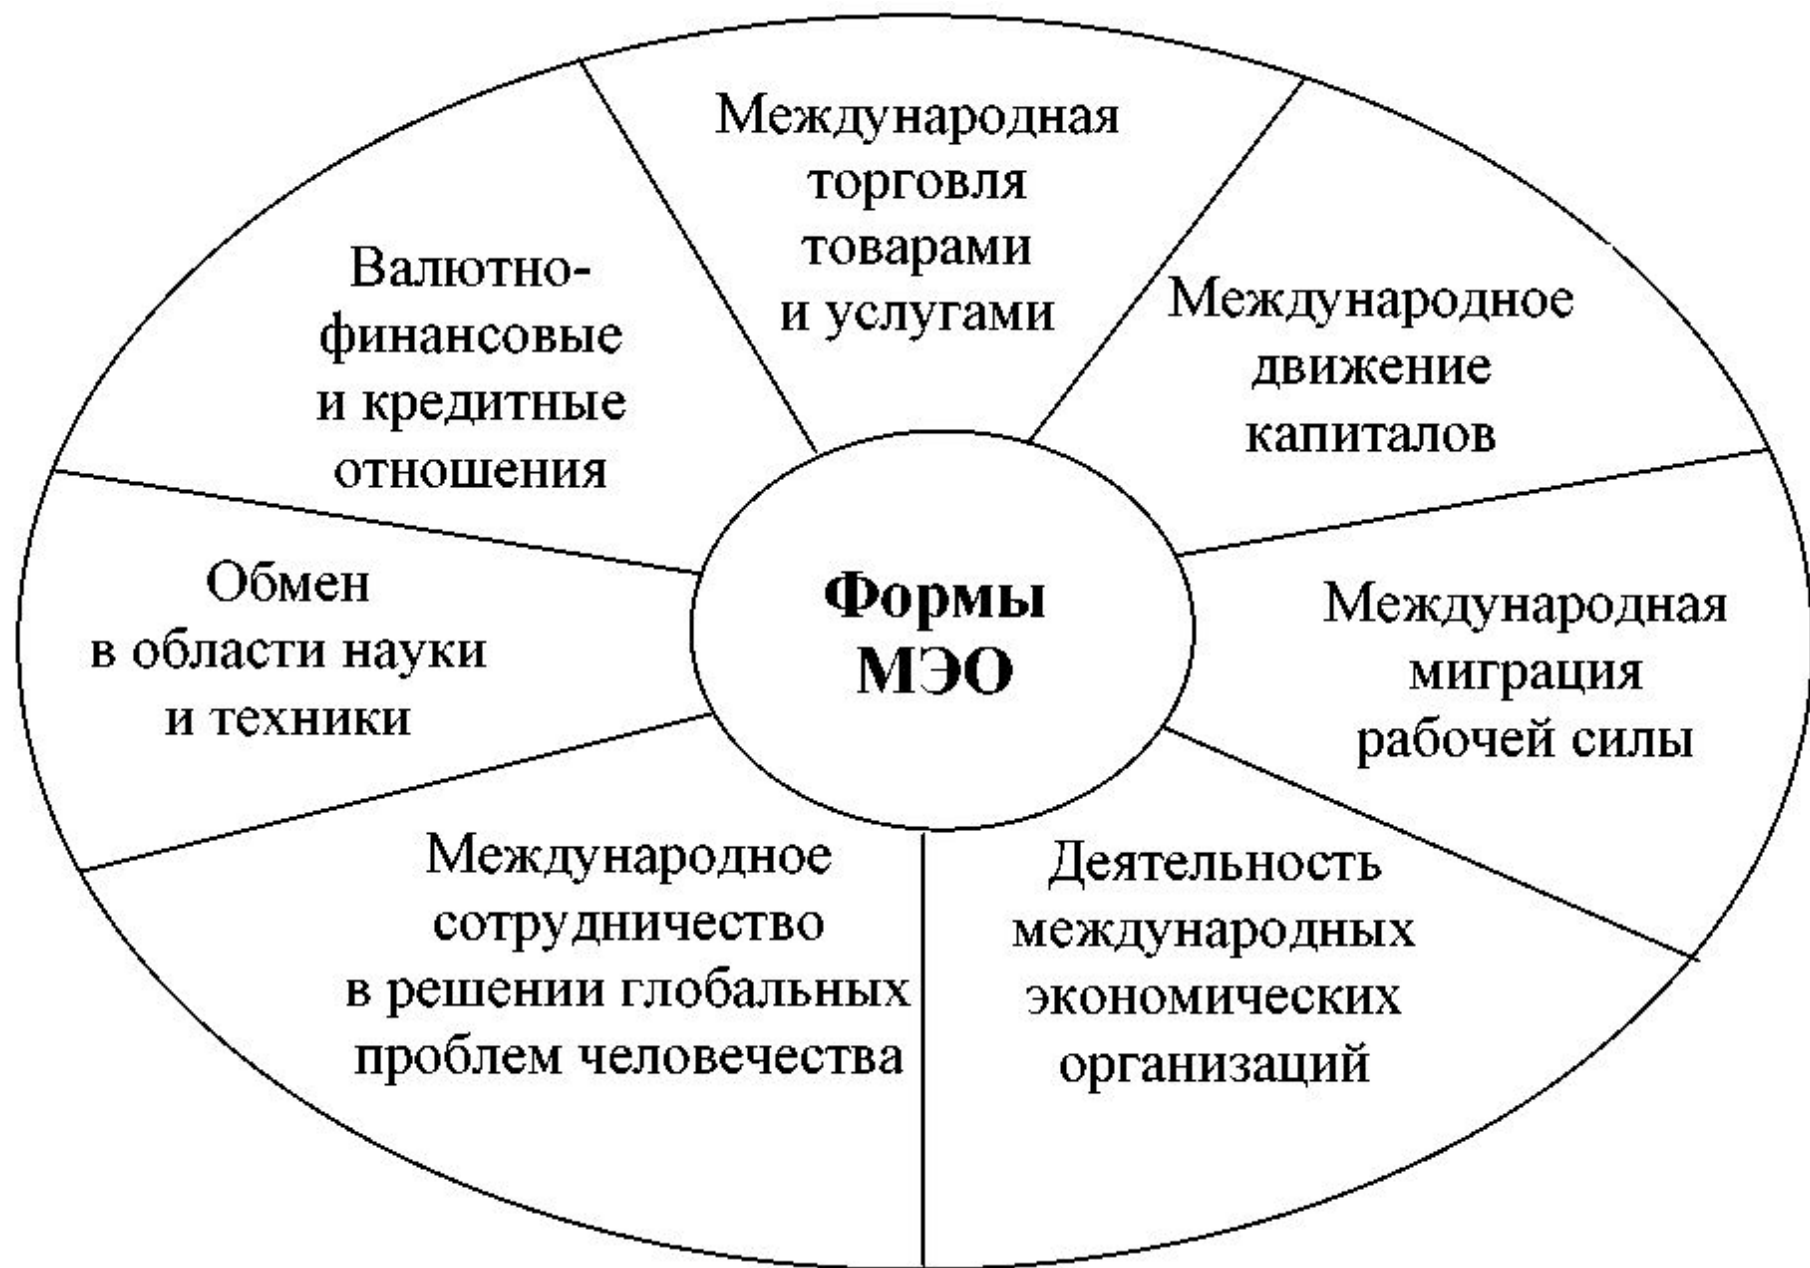 Международная
торговля
товарами
и услугами
Международное
движение
капиталов
Международная
миграция
рабочей силы
Деятельность
международных
экономических
организаций
Международное
сотрудничество
в решении глобальных
проблем человечества
Обмен
в области науки
и техники
Валютно-
финансовые
и кредитные
отношения
Формы
МЭО